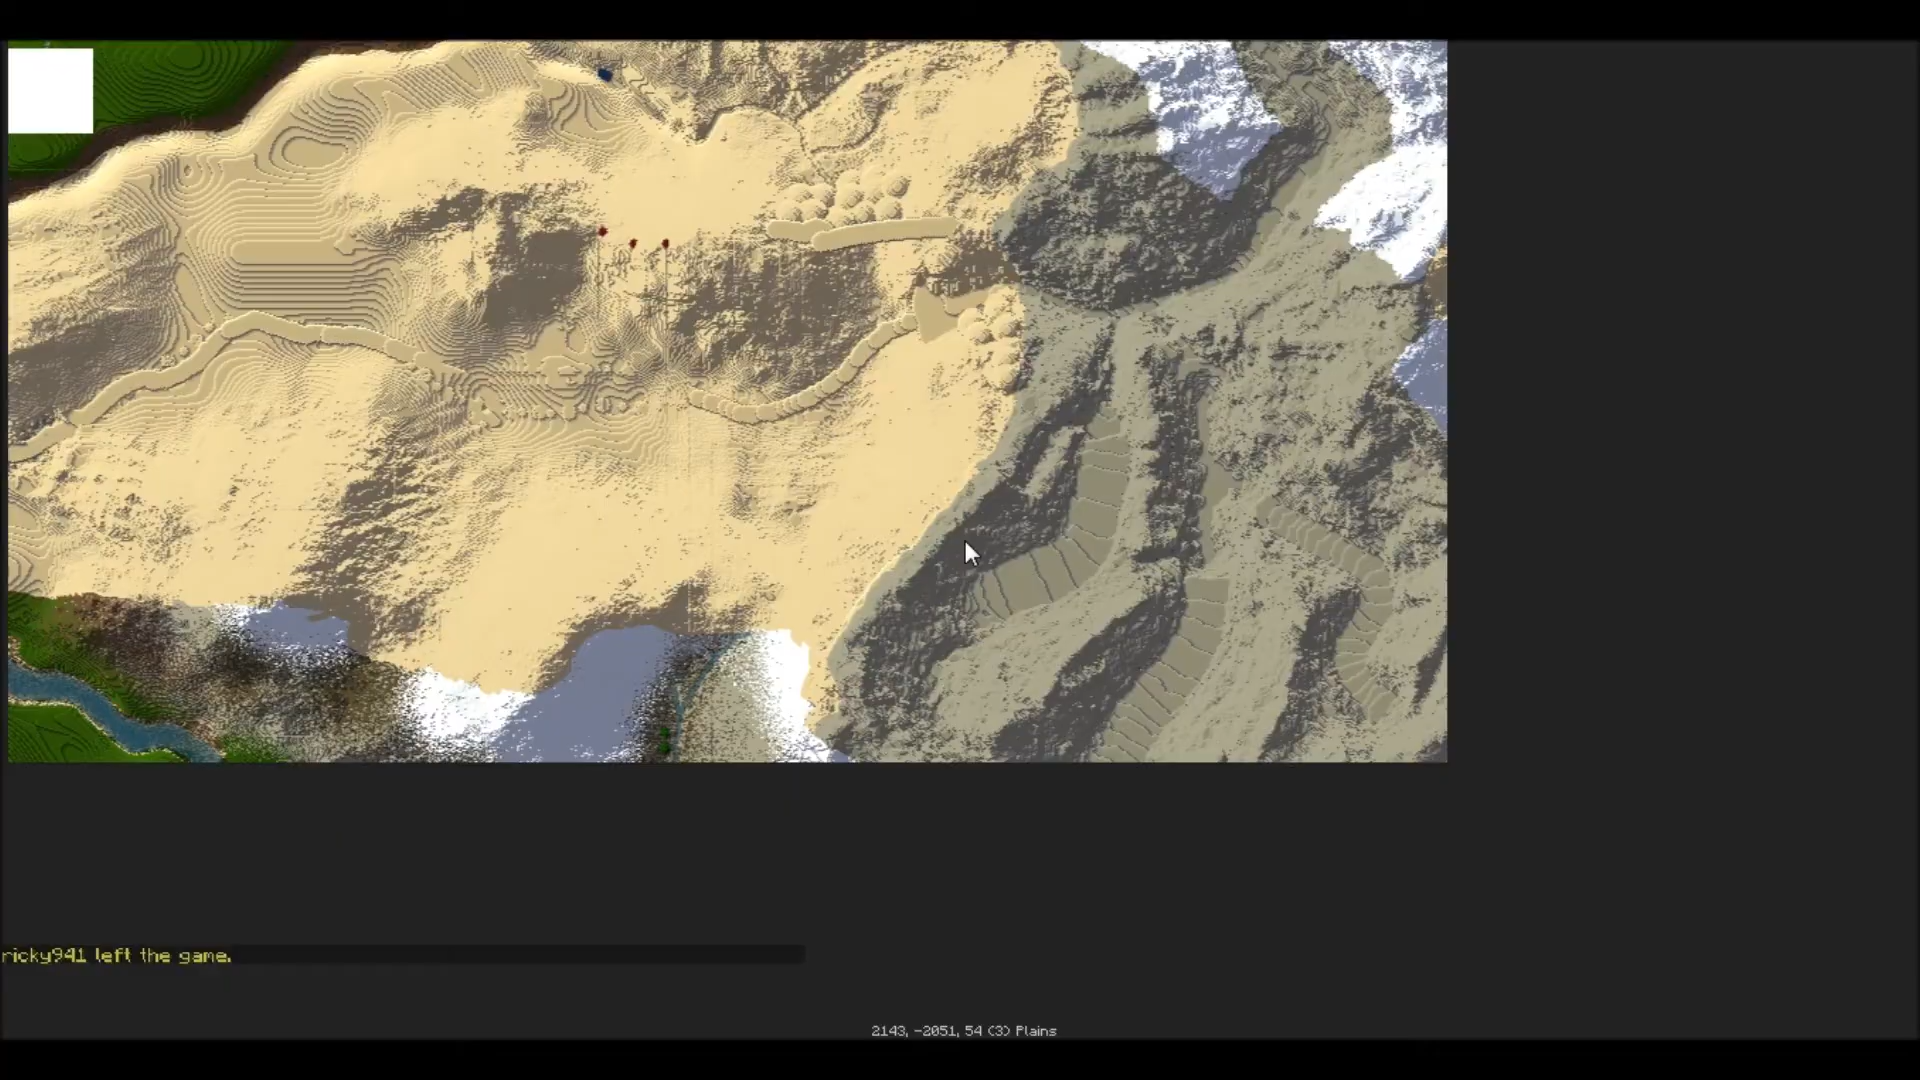 ricky941 left the game.
2143, -2051, 54 (3) Plains